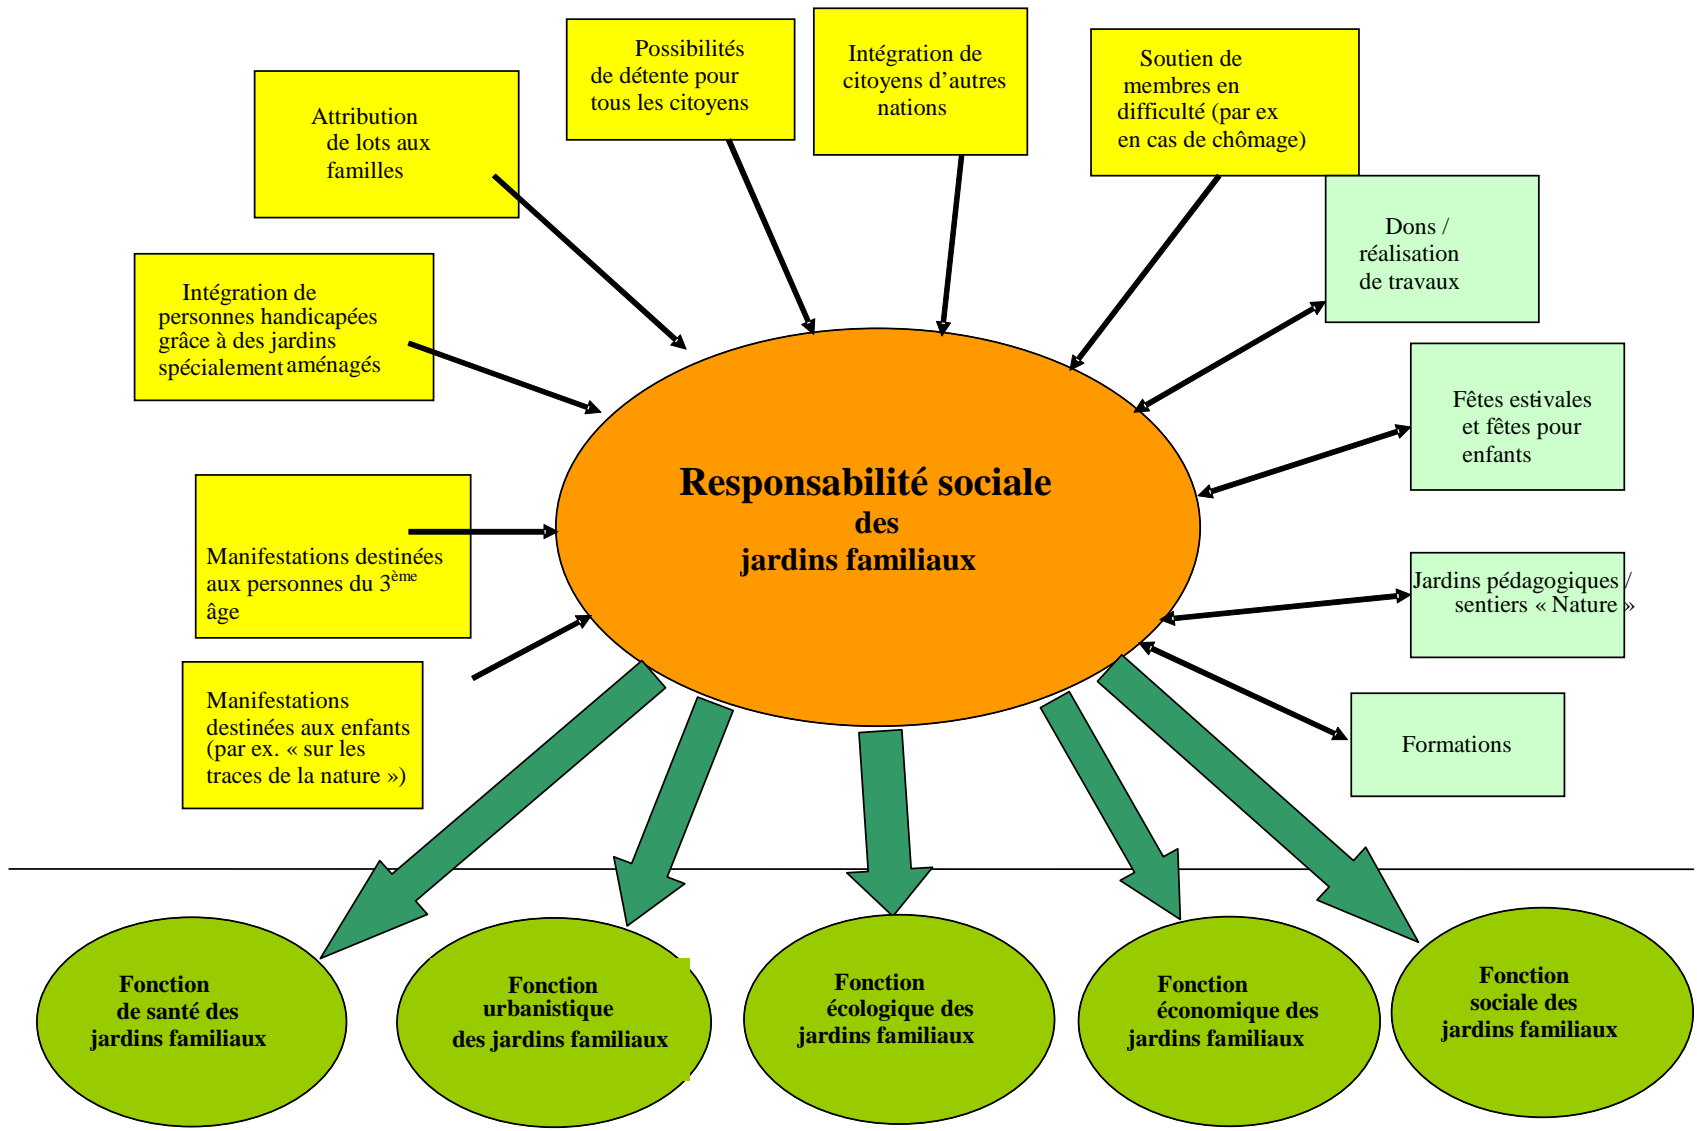 Possibilités
de détente pour
tous les citoyens
Intégration de
citoyens d’autres
nations
Soutien de
membres en
difficulté (par ex
en cas de chômage)
Attribution
de lots aux
familles
Dons /
réalisation
de travaux
Intégration de
personnes handicapées
grâce à des jardins
spécialement aménagés
Fêtes estivales
et fêtes pour
enfants
Responsabilité sociale
des
jardins familiaux
Manifestations destinées
aux personnes du 3ème
âge
Jardins pédagogiques /
sentiers « Nature »
Manifestations
destinées aux enfants
(par ex. « sur les
traces de la nature »)
Formations
Fonction
de santé des
jardins familiaux
Fonction
urbanistique
des jardins familiaux
Fonction
écologique des
jardins familiaux
Fonction
économique des
jardins familiaux
Fonction
sociale des
jardins familiaux